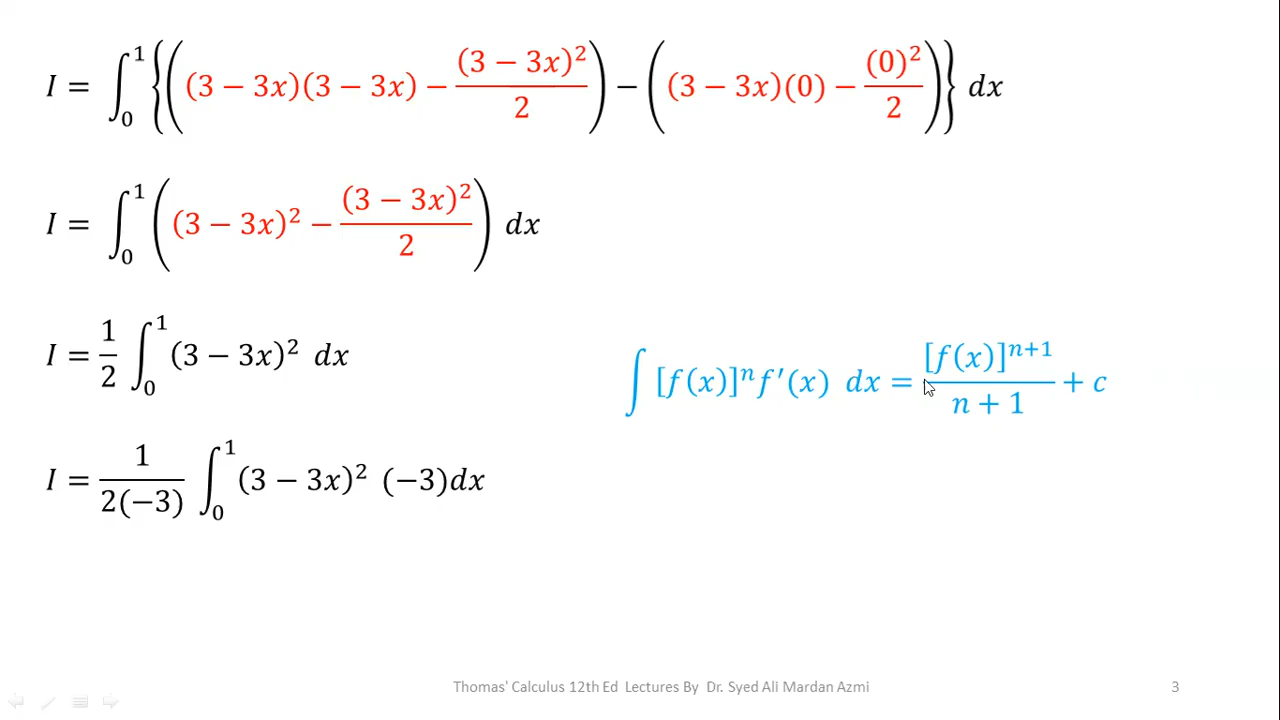 I = ∫₀¹ {((3 − 3x)(3 − 3x) − (3 − 3x)²/2) − ((3 − 3x)(0) − (0)²/2)} dx
I = ∫₀¹ ((3 − 3x)² − (3 − 3x)²/2) dx
I = 1/2 ∫₀¹ (3 − 3x)² dx
∫ [f(x)]ⁿ f′(x) dx = [f(x)]ⁿ⁺¹/(n + 1) + c
I = 1/(2(−3)) ∫₀¹ (3 − 3x)² (−3)dx
Thomas' Calculus 12th Ed Lectures By Dr. Syed Ali Mardan Azmi
3